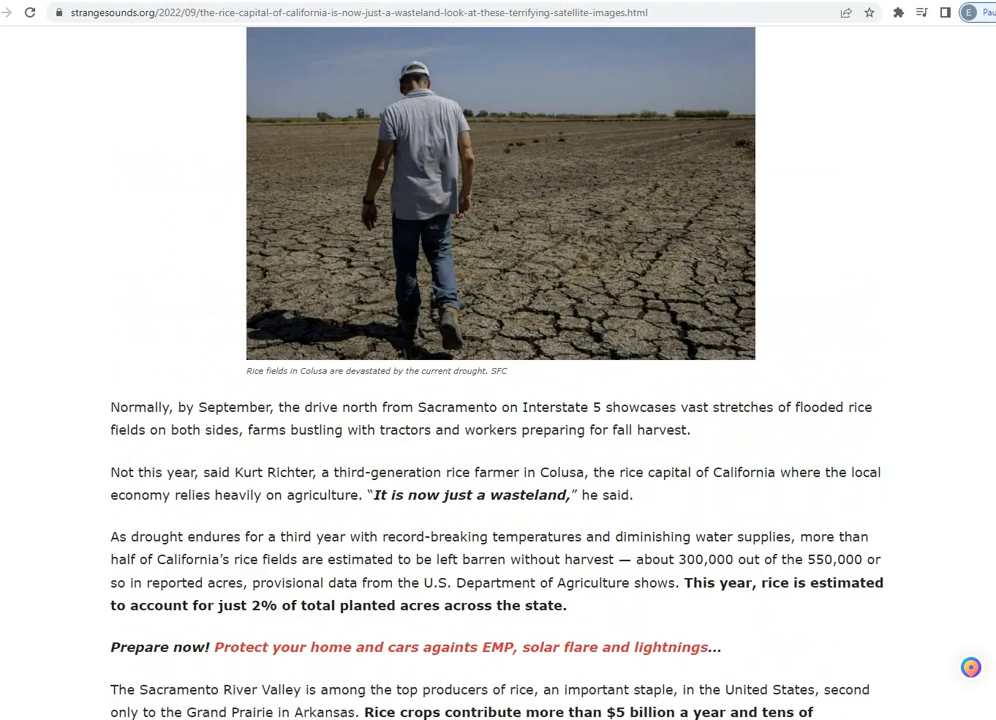 strangesounds.org/2022/09/the-rice-capital-of-california-is-now-just-a-wasteland-look-at-these-terrifying-satellite-images.html
E
Pau
Rice fields in Colusa are devastated by the current drought. SFC
Normally, by September, the drive north from Sacramento on Interstate 5 showcases vast stretches of flooded rice
fields on both sides, farms bustling with tractors and workers preparing for fall harvest.
Not this year, said Kurt Richter, a third-generation rice farmer in Colusa, the rice capital of California where the local
economy relies heavily on agriculture. “It is now just a wasteland,” he said.
As drought endures for a third year with record-breaking temperatures and diminishing water supplies, more than
half of California’s rice fields are estimated to be left barren without harvest — about 300,000 out of the 550,000 or
so in reported acres, provisional data from the U.S. Department of Agriculture shows. This year, rice is estimated
to account for just 2% of total planted acres across the state.
Prepare now! Protect your home and cars againts EMP, solar flare and lightnings...
The Sacramento River Valley is among the top producers of rice, an important staple, in the United States, second
only to the Grand Prairie in Arkansas. Rice crops contribute more than $5 billion a year and tens of